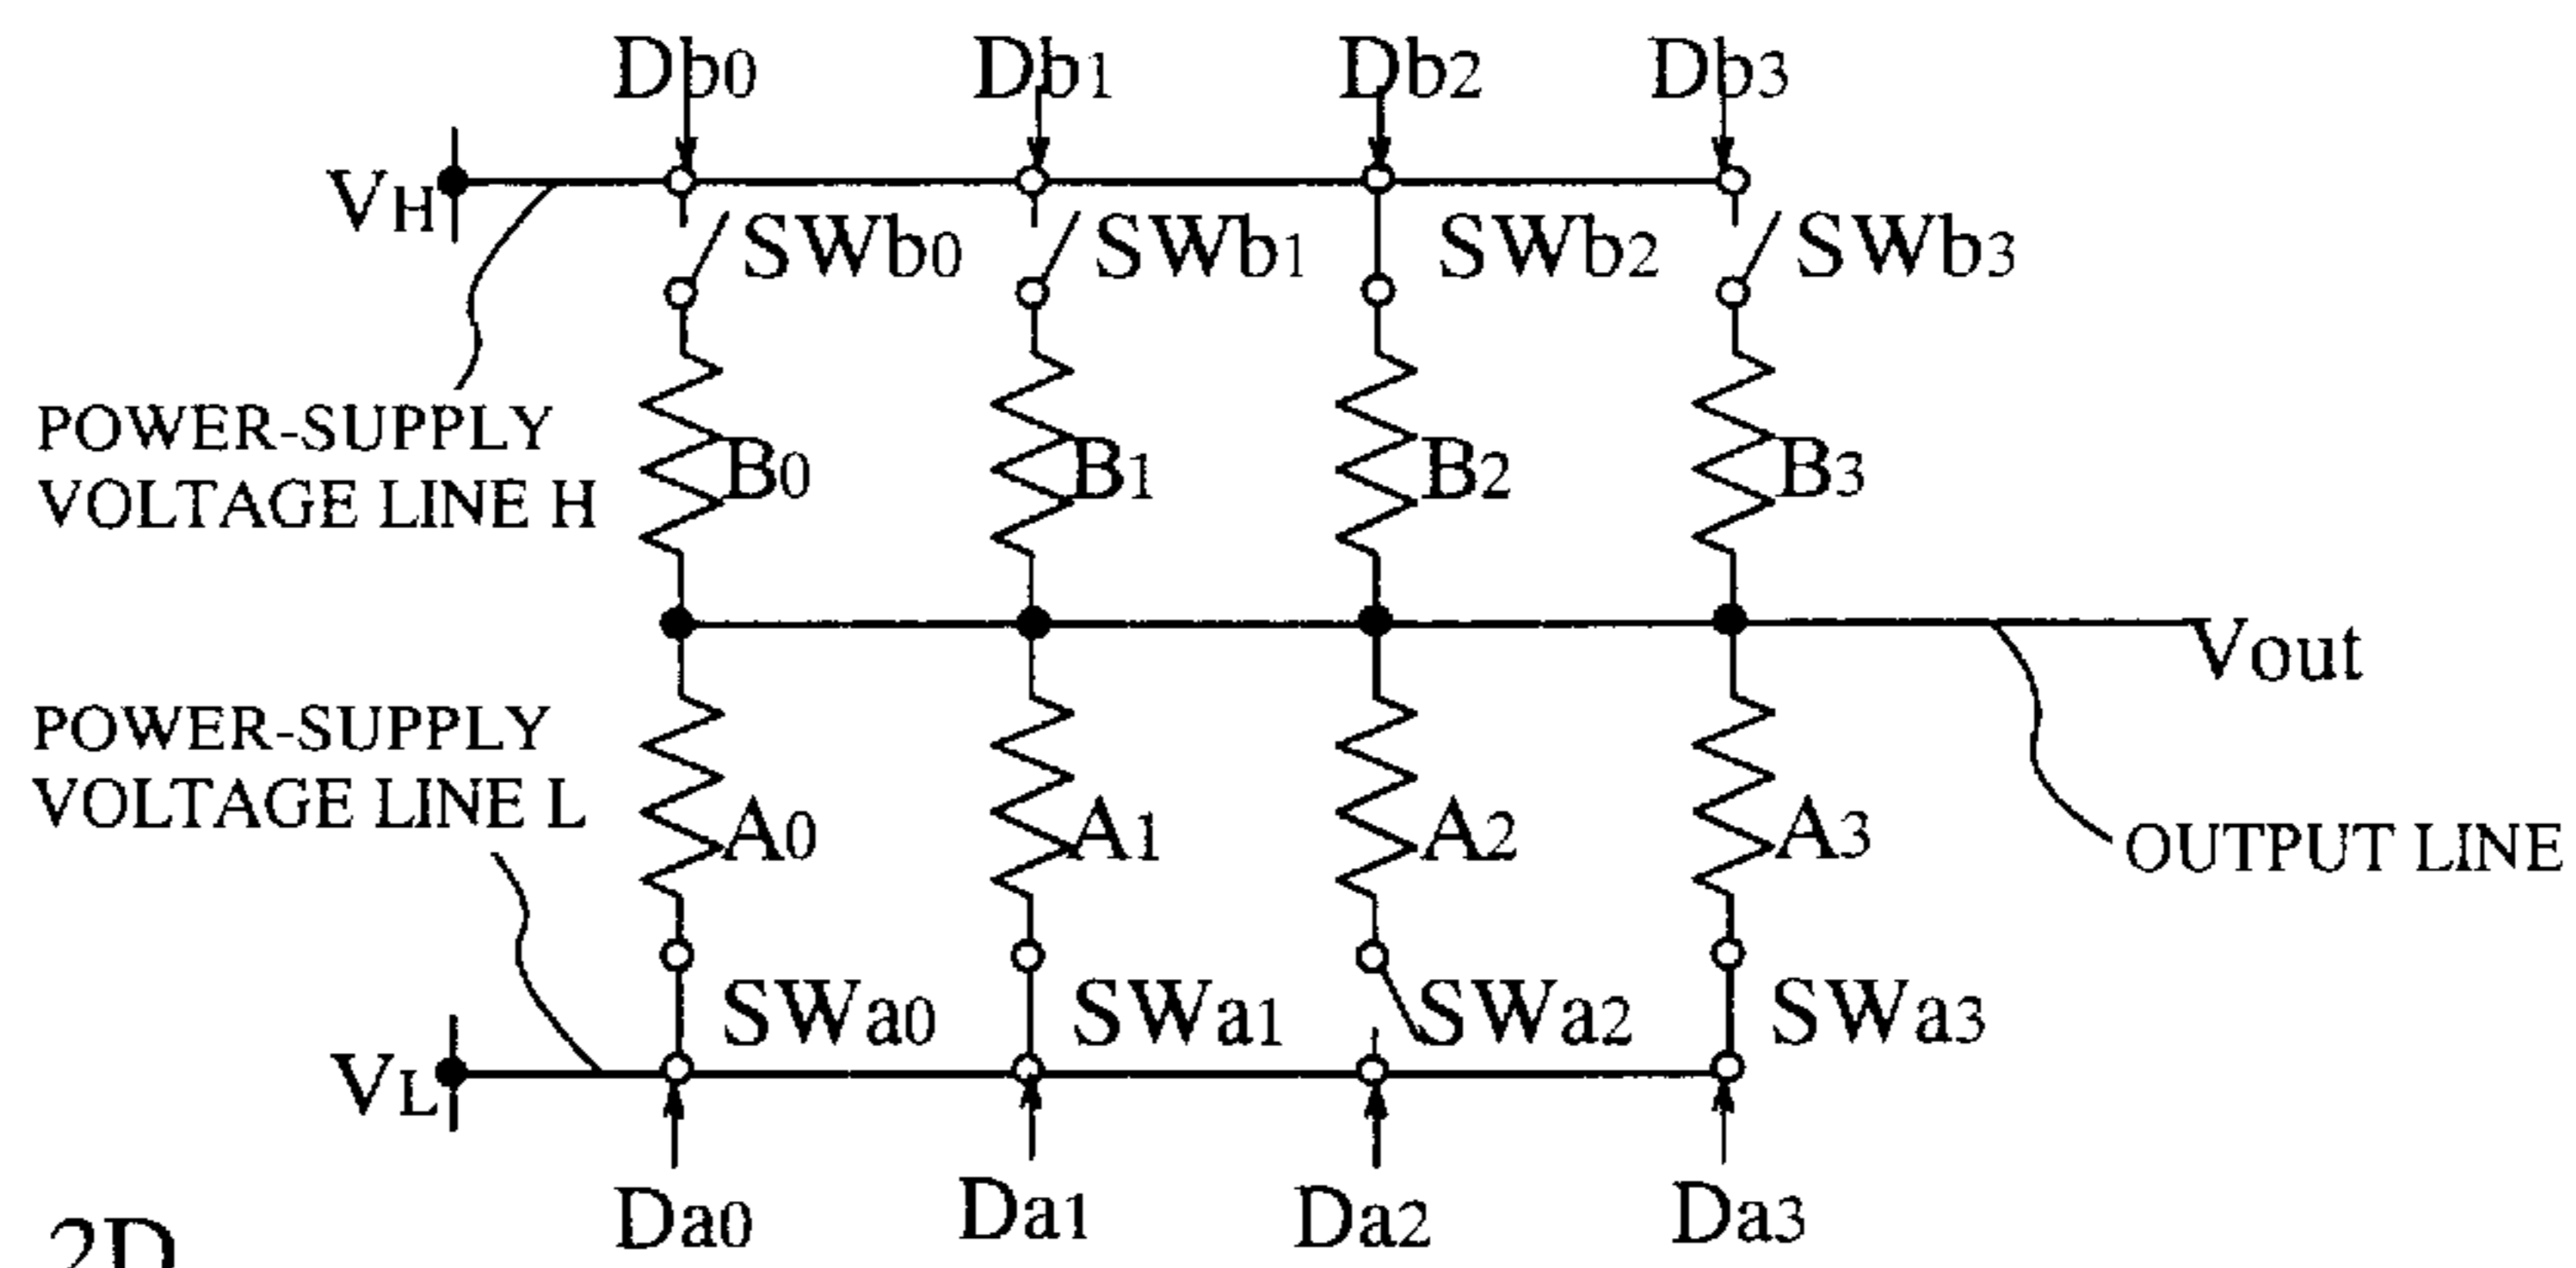 Db0 Db1 Db2 Db3
VH
SWb0 SWb1 SWb2 SWb3
POWER-SUPPLY
VOLTAGE LINE H
B0 B1 B2 B3
Vout
POWER-SUPPLY
VOLTAGE LINE L
A0 A1 A2 A3
OUTPUT LINE
SWa0 SWa1 SWa2 SWa3
VL
Da0 Da1 Da2 Da3
2D